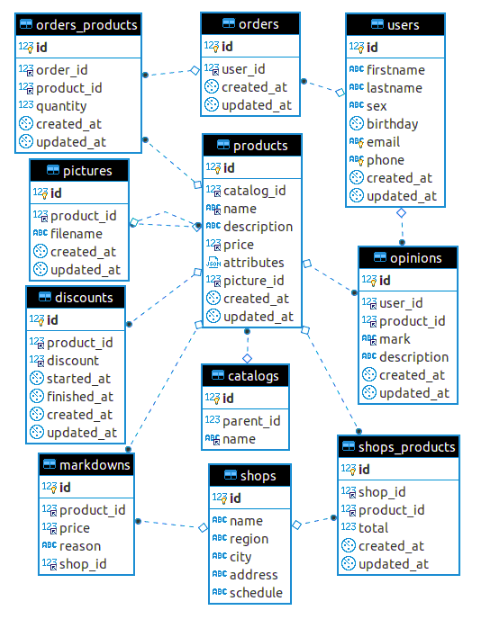 orders_products
123 id
123 order_id
123 product_id
123 quantity
created_at
updated_at
orders
123 id
123 user_id
created_at
updated_at
users
123 id
ABC firstname
ABC lastname
ABC sex
birthday
ABC email
ABC phone
created_at
updated_at
pictures
123 id
123 product_id
ABC filename
created_at
updated_at
products
123 id
123 catalog_id
ABC name
ABC description
123 price
JSON attributes
123 picture_id
created_at
updated_at
opinions
123 id
123 user_id
123 product_id
ABC mark
ABC description
created_at
updated_at
discounts
123 id
123 product_id
123 discount
started_at
finished_at
created_at
updated_at
catalogs
123 id
123 parent_id
ABC name
markdowns
123 id
123 product_id
123 price
ABC reason
123 shop_id
shops
123 id
ABC name
ABC region
ABC city
ABC address
ABC schedule
shops_products
123 id
123 shop_id
123 product_id
123 total
created_at
updated_at